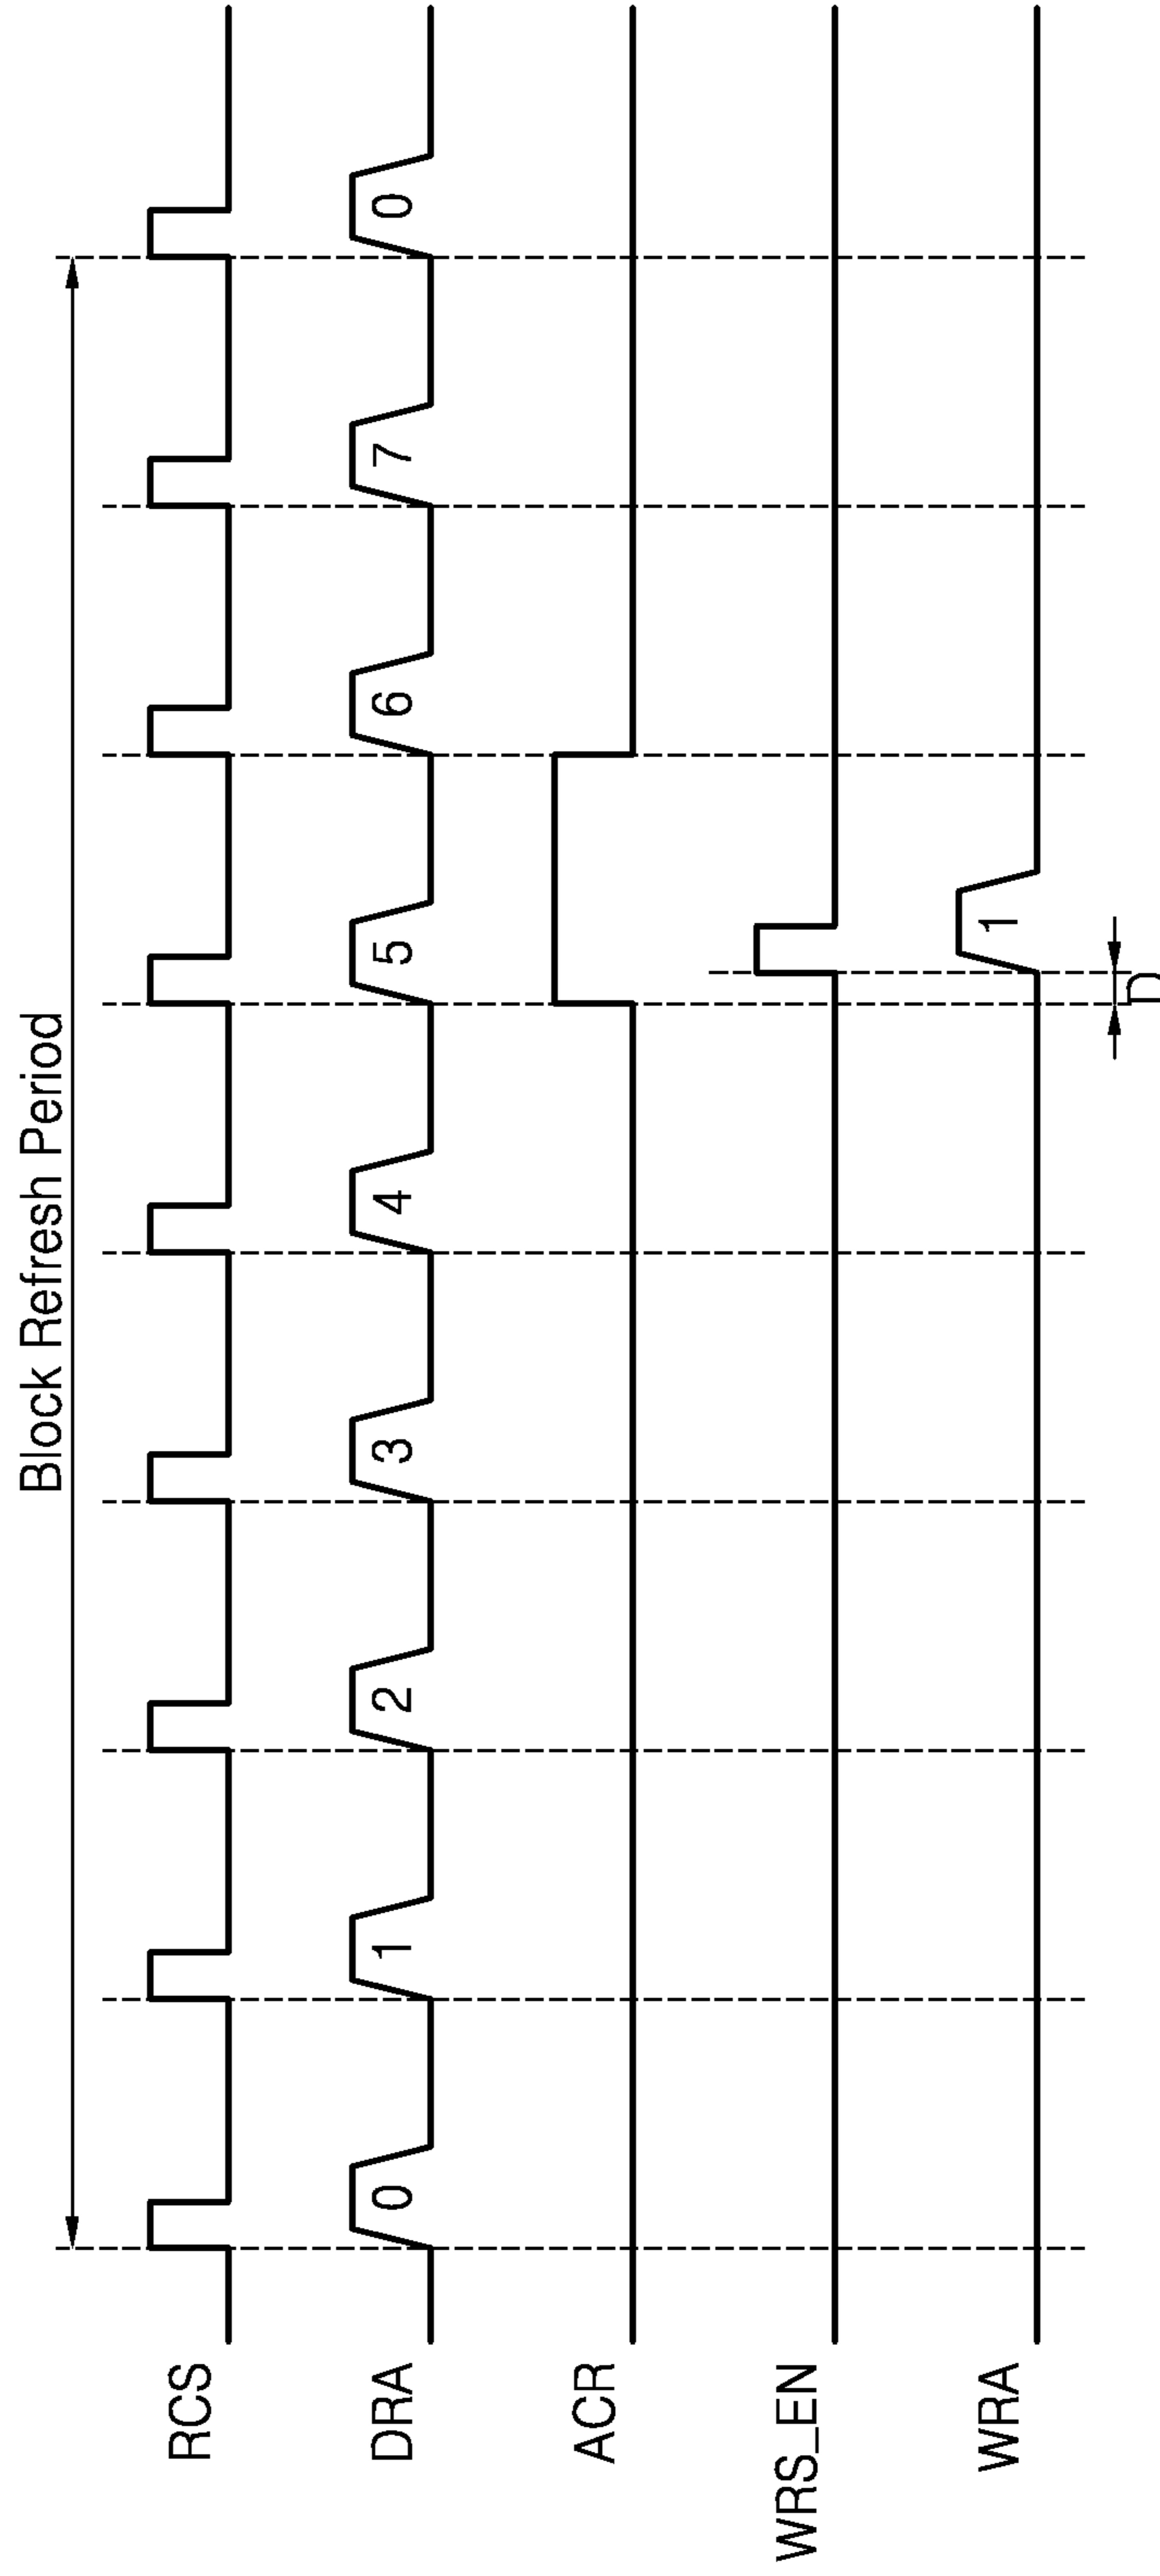 Block Refresh Period
RCS
DRA
0 1 2 3 4 5 6 7 0
ACR
WRS_EN
WRA
1
D